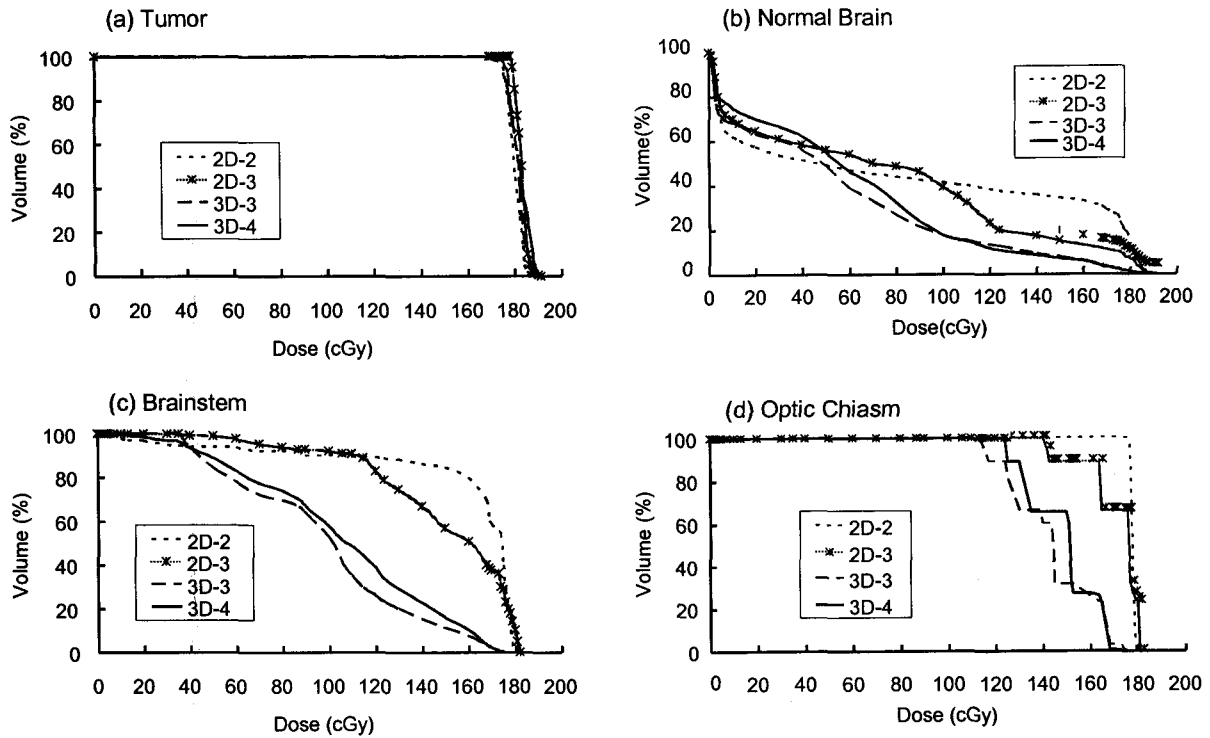 (a) Tumor
100
80
60
40
20
0
Volume (%)
2D-2
2D-3
3D-3
3D-4
0 20 40 60 80 100 120 140 160 180 200
Dose (cGy)
(b) Normal Brain
100
80
60
40
20
0
Volume(%)
2D-2
2D-3
3D-3
3D-4
0 20 40 60 80 100 120 140 160 180 200
Dose(cGy)
(c) Brainstem
100
80
60
40
20
0
Volume (%)
2D-2
2D-3
3D-3
3D-4
0 20 40 60 80 100 120 140 160 180 200
Dose (cGy)
(d) Optic Chiasm
100
80
60
40
20
0
Volume (%)
2D-2
2D-3
3D-3
3D-4
0 20 40 60 80 100 120 140 160 180 200
Dose (cGy)